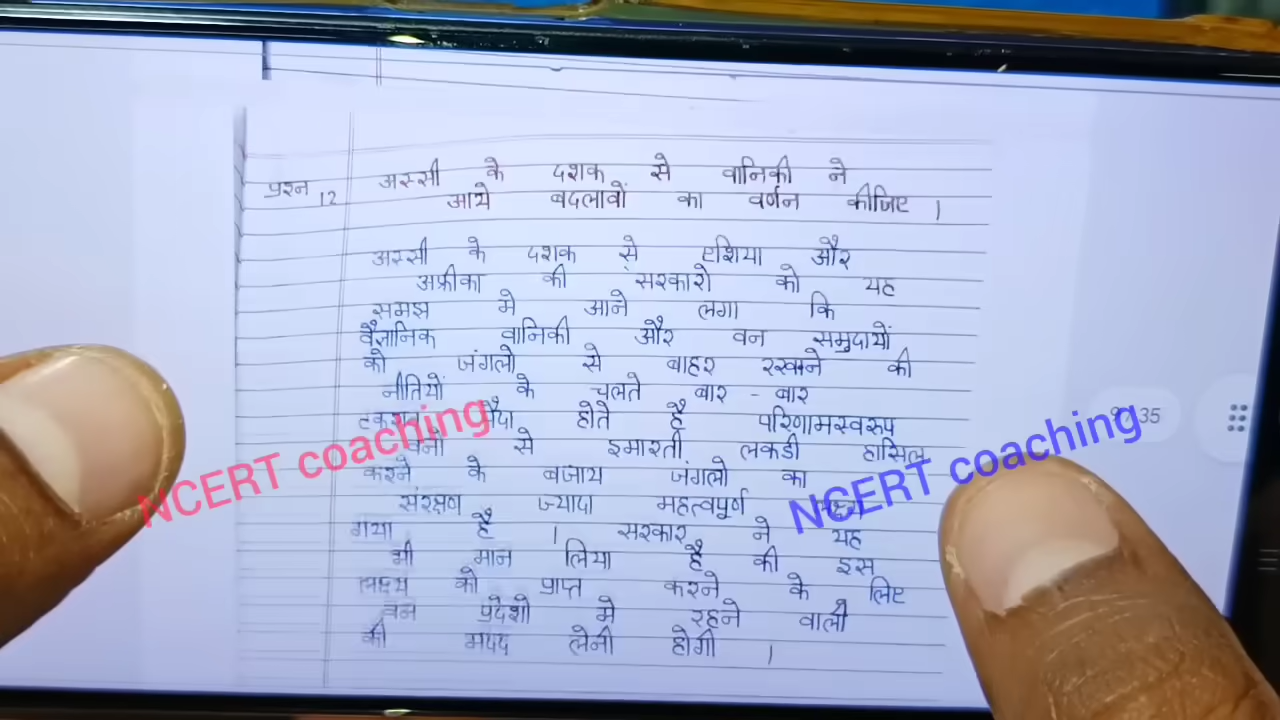 प्रश्न 12 अस्सी के दशक से वानिकी ने
आये बदलावों का वर्णन कीजिए ।
अस्सी के दशक से एशिया और
अफ्रीका की सरकारो को यह
समझ मे आने लगा कि
वैज्ञानिक वानिकी और वन समुदायों
को जंगलो से बाहर रखने की
नीतियों के चलते बार - बार
पैदा होते है परिणामस्वरूप
वनो से इमारती लकडी हासिल
करने के बजाय जंगलो का
संरक्षण ज्यादा महत्वपूर्ण
गया है । सरकार ने यह
भी मान लिया है की इस
लक्ष्य को प्राप्त करने के लिए
वन प्रदेशो मे रहने वालो
की मदद लेनी होगी ।
NCERT coaching
NCERT coaching